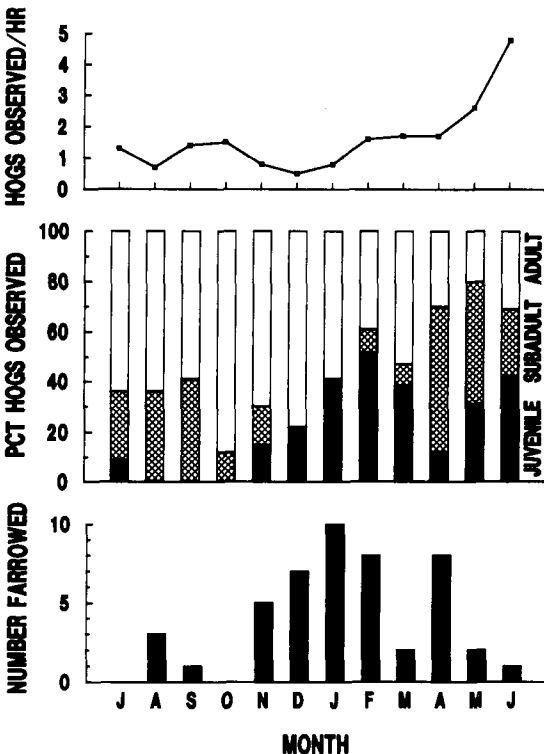 HOGS OBSERVED/HR
5
4
3
2
1
0
PCT HOGS OBSERVED
100
80
60
40
20
0
JUVENILE SUBADULT ADULT
NUMBER FARROWED
10
5
0
J A S O N D J F M A M J
MONTH